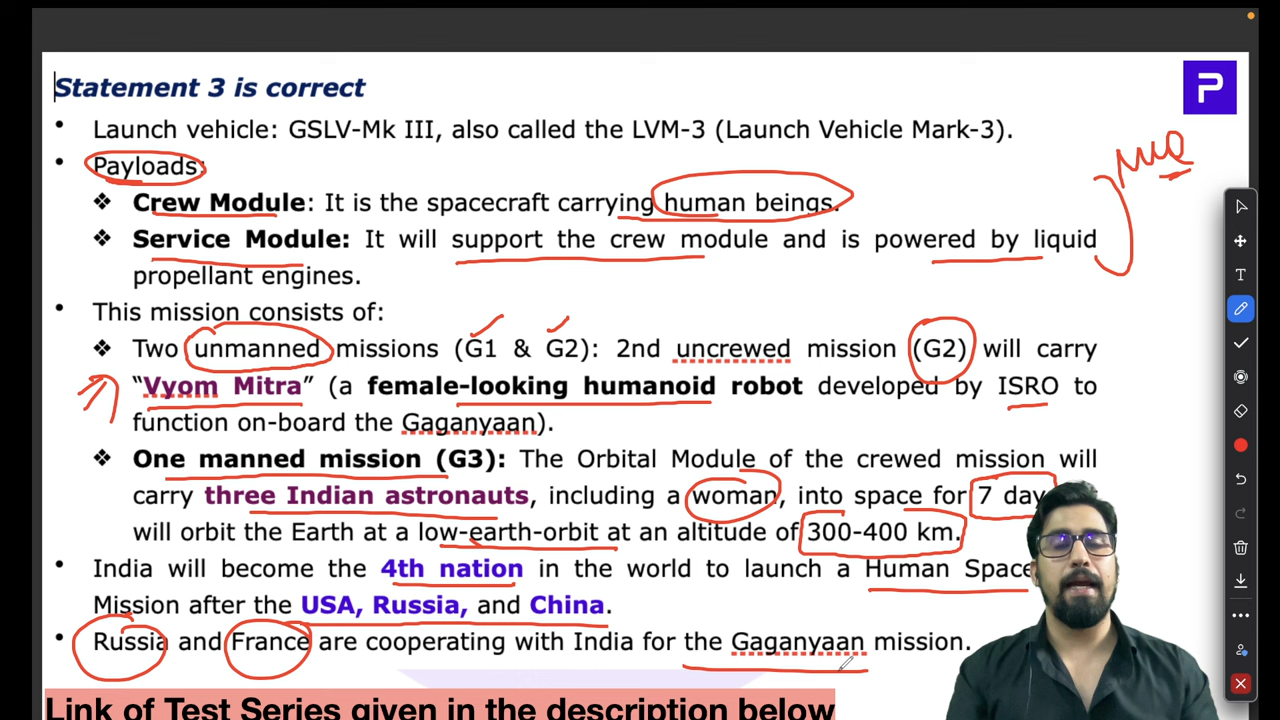 Statement 3 is correct
P
• Launch vehicle: GSLV-Mk III, also called the LVM-3 (Launch Vehicle Mark-3).
• Payloads:
❖ Crew Module: It is the spacecraft carrying human beings.
❖ Service Module: It will support the crew module and is powered by liquid
propellant engines.
• This mission consists of:
❖ Two unmanned missions (G1 & G2): 2nd uncrewed mission (G2) will carry
“Vyom Mitra” (a female-looking humanoid robot developed by ISRO to
function on-board the Gaganyaan).
❖ One manned mission (G3): The Orbital Module of the crewed mission will
carry three Indian astronauts, including a woman, into space for 7 day
will orbit the Earth at a low-earth-orbit at an altitude of 300-400 km.
• India will become the 4th nation in the world to launch a Human Space
Mission after the USA, Russia, and China.
• Russia and France are cooperating with India for the Gaganyaan mission.
Link of Test Series given in the description below